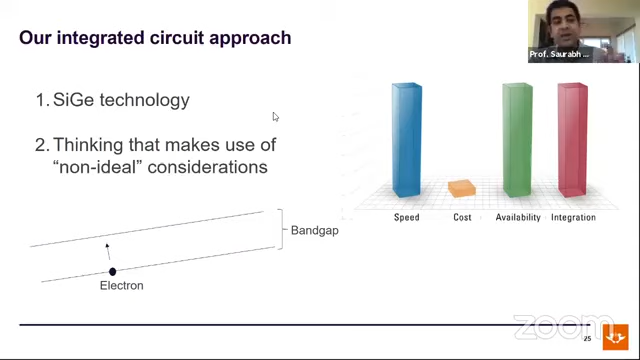 Our integrated circuit approach
Prof. Saurabh ...
1. SiGe technology
2. Thinking that makes use of
“non-ideal” considerations
Speed
Cost
Availability
Integration
Bandgap
Electron
zoom
25